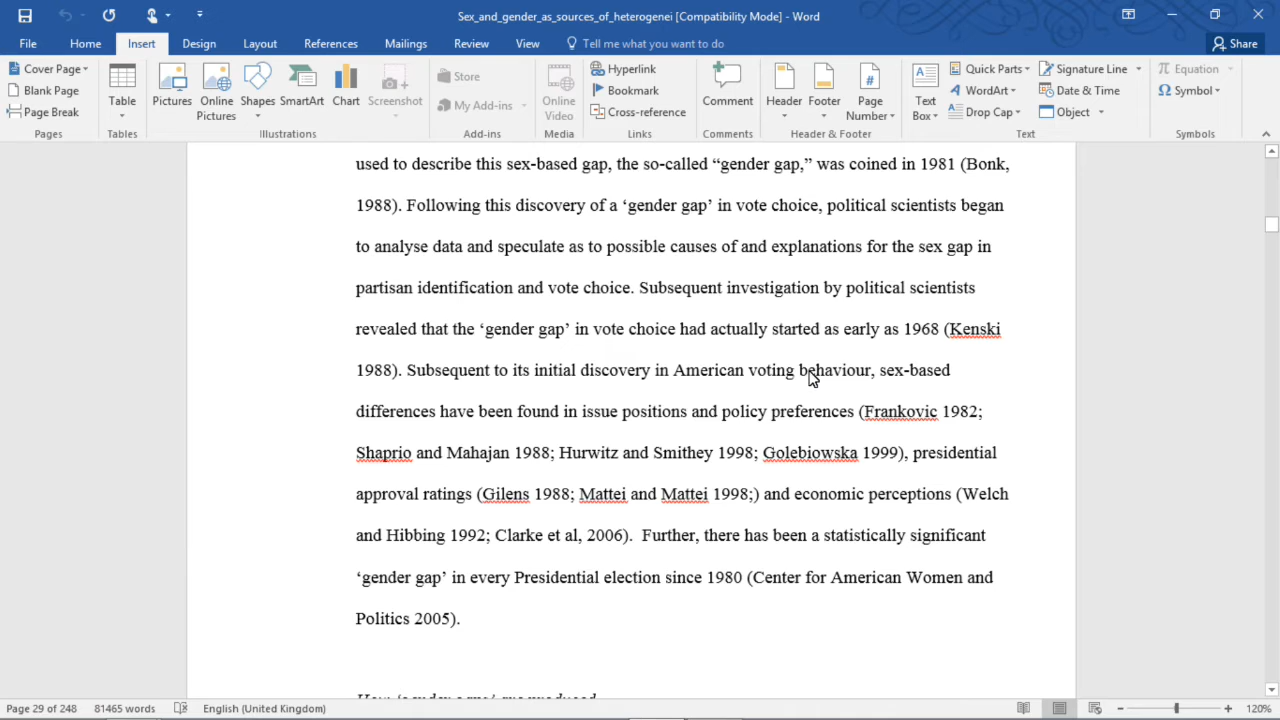 Sex_and_gender_as_sources_of_heterogenei [Compatibility Mode] - Word
File Home Insert Design Layout References Mailings Review View Tell me what you want to do Share
Cover Page
Blank Page
Page Break
Pages
Table
Tables
Pictures
Online Pictures
Shapes
SmartArt
Chart
Screenshot
Illustrations
Store
My Add-ins
Add-ins
Online Video
Media
Hyperlink
Bookmark
Cross-reference
Links
Comment
Comments
Header
Footer
Page Number
Header & Footer
Text Box
Quick Parts
WordArt
Drop Cap
Signature Line
Date & Time
Object
Text
Equation
Symbol
Symbols
used to describe this sex-based gap, the so-called “gender gap,” was coined in 1981 (Bonk,
1988). Following this discovery of a ‘gender gap’ in vote choice, political scientists began
to analyse data and speculate as to possible causes of and explanations for the sex gap in
partisan identification and vote choice. Subsequent investigation by political scientists
revealed that the ‘gender gap’ in vote choice had actually started as early as 1968 (Kenski
1988). Subsequent to its initial discovery in American voting behaviour, sex-based
differences have been found in issue positions and policy preferences (Frankovic 1982;
Shaprio and Mahajan 1988; Hurwitz and Smithey 1998; Golebiowska 1999), presidential
approval ratings (Gilens 1988; Mattei and Mattei 1998;) and economic perceptions (Welch
and Hibbing 1992; Clarke et al, 2006).  Further, there has been a statistically significant
‘gender gap’ in every Presidential election since 1980 (Center for American Women and
Politics 2005).
How ‘gender gaps’ are produced
Page 29 of 248 81465 words English (United Kingdom) 120%